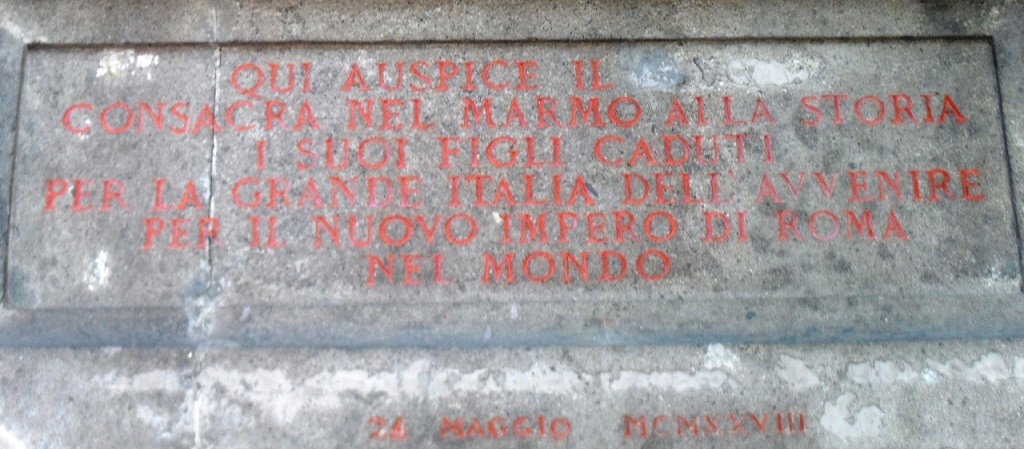 QUI AUSPICE IL
CONSACRA NEL MARMO ALLA STORIA
I SUOI FIGLI CADUTI
PER LA GRANDE ITALIA DELL'AVVENIRE
PER IL NUOVO IMPERO DI ROMA
NEL MONDO
24 MAGGIO MCMXXXVIII